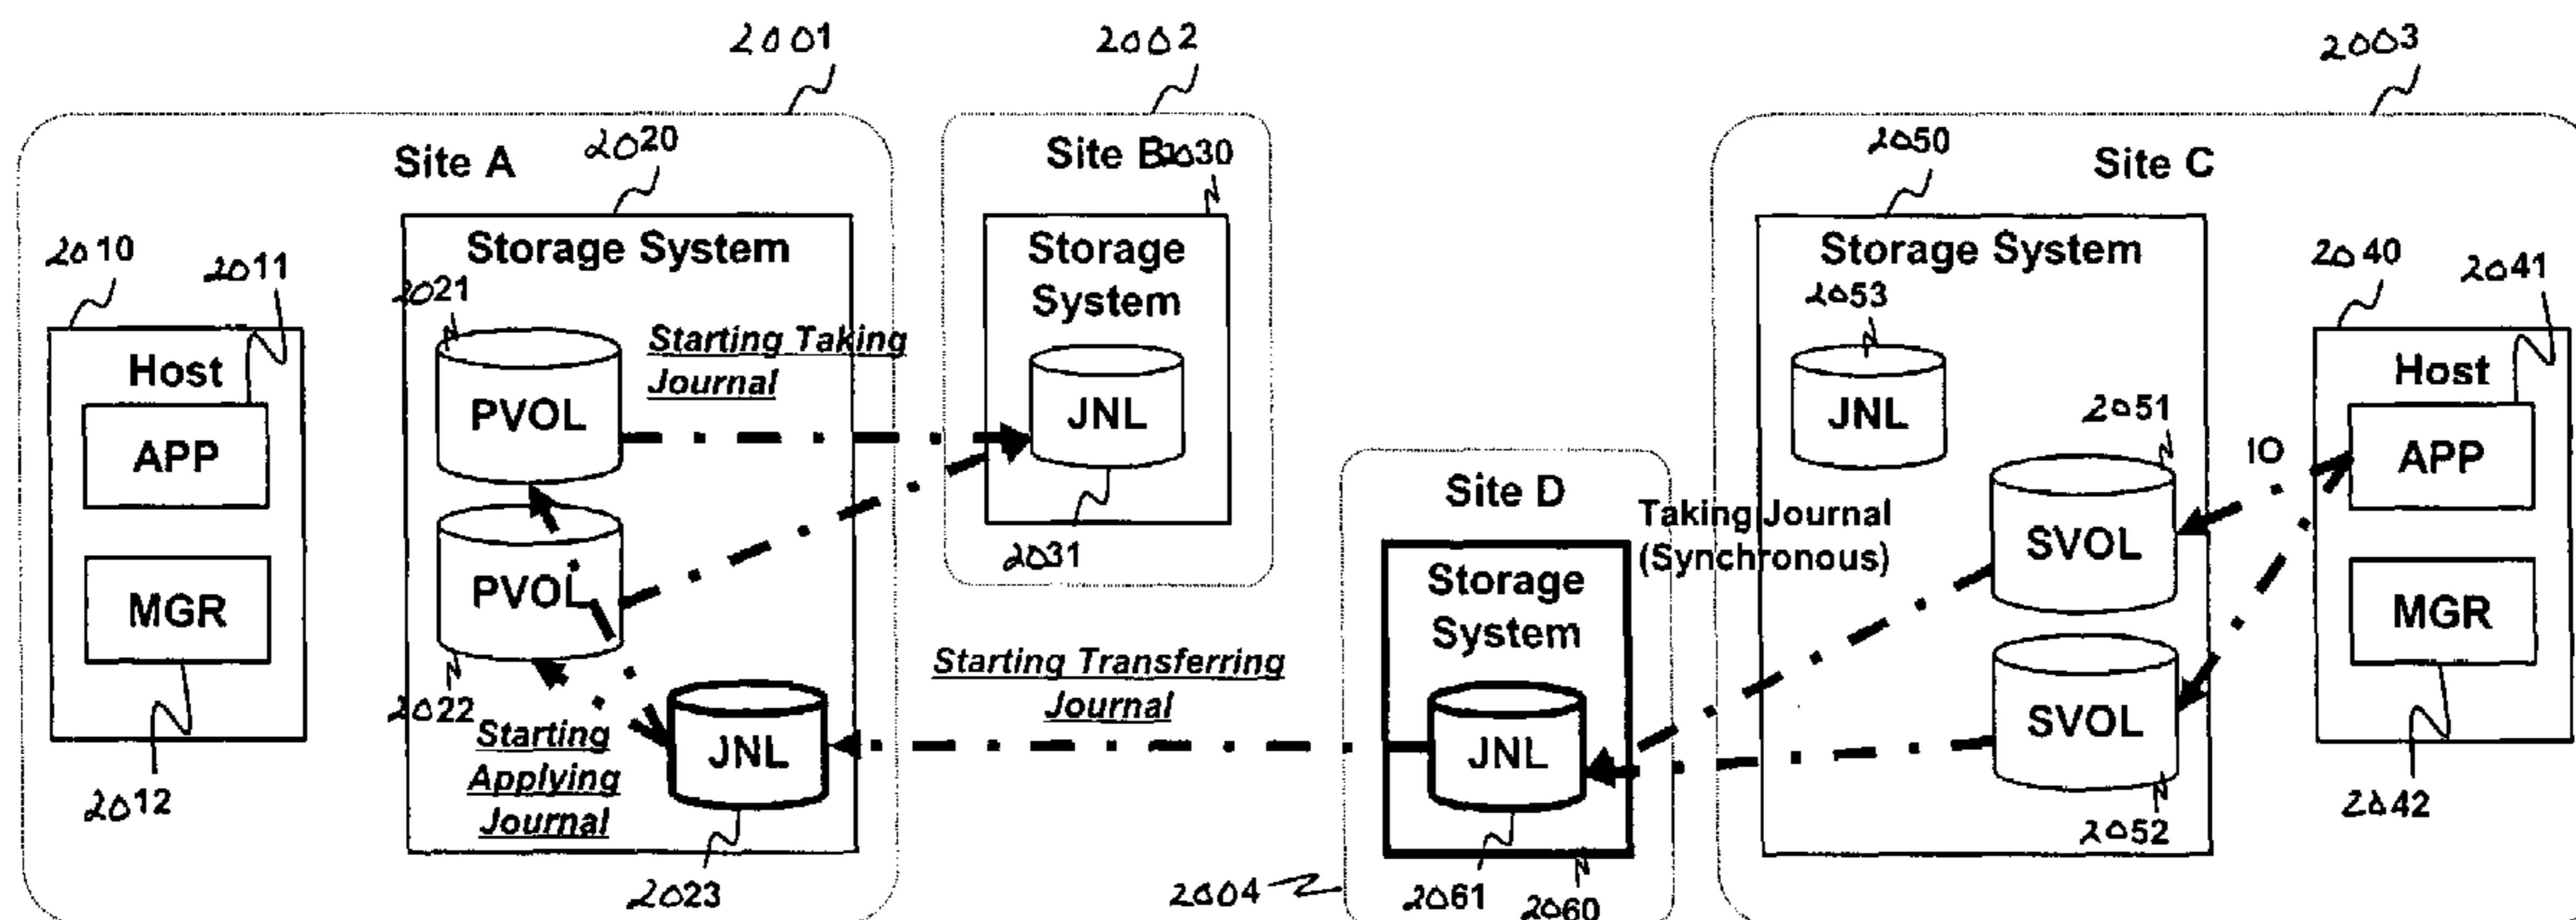 2001
2002
2003
Site A
2020
Site B
2030
2050
Site C
2010
2011
Storage System
2021
Storage
System
Storage System
2053
2040
2041
Host
APP
MGR
2012
PVOL
PVOL
2022
Starting Taking
Journal
JNL
2031
Starting
Applying
Journal
JNL
2023
Starting Transferring
Journal
Site D
Storage
System
JNL
2004
2061
2060
Taking Journal
(Synchronous)
JNL
2051
SVOL
SVOL
2052
IO
Host
APP
MGR
2042